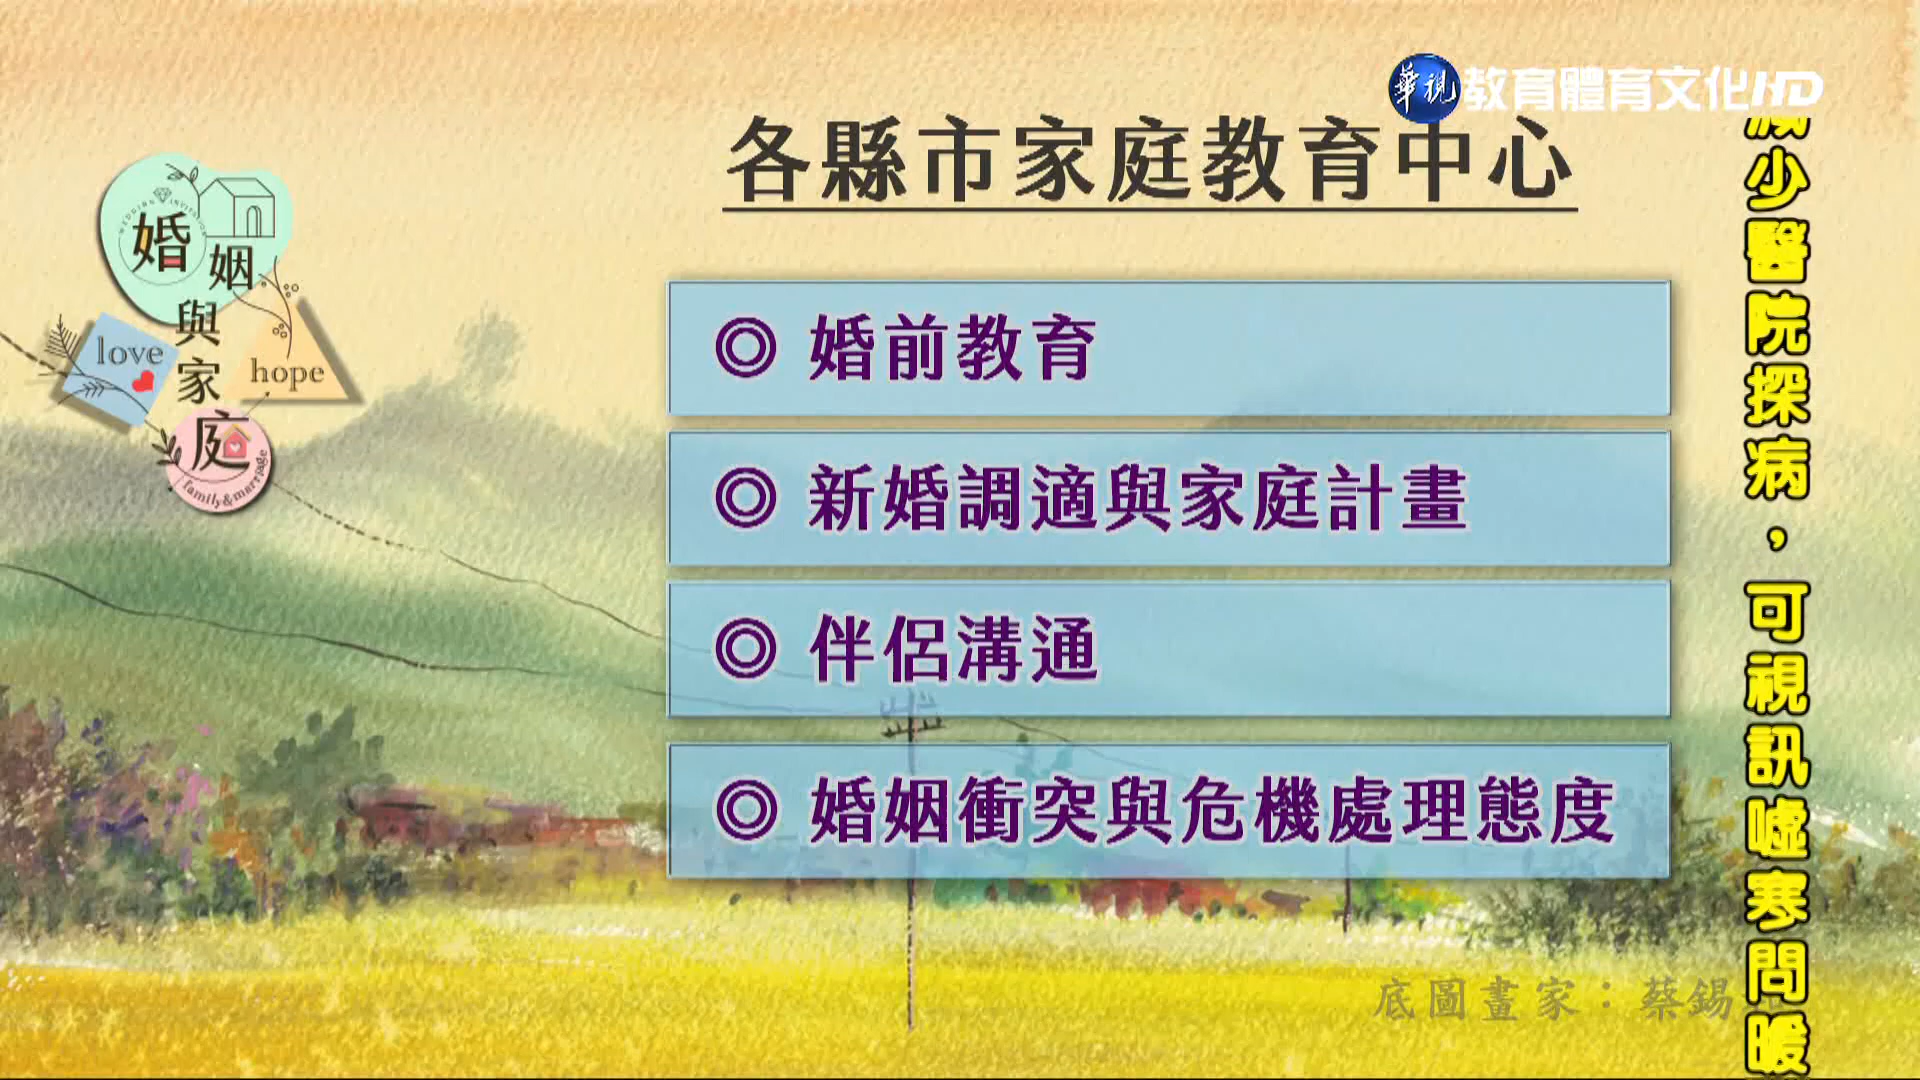 華視 教育體育文化HD
各縣市家庭教育中心
婚姻與家庭
love
hope
family&marriage
◎ 婚前教育
◎ 新婚調適與家庭計畫
◎ 伴侶溝通
◎ 婚姻衝突與危機處理態度
減少醫院探病，可視訊噓寒問暖
底圖畫家：蔡錫